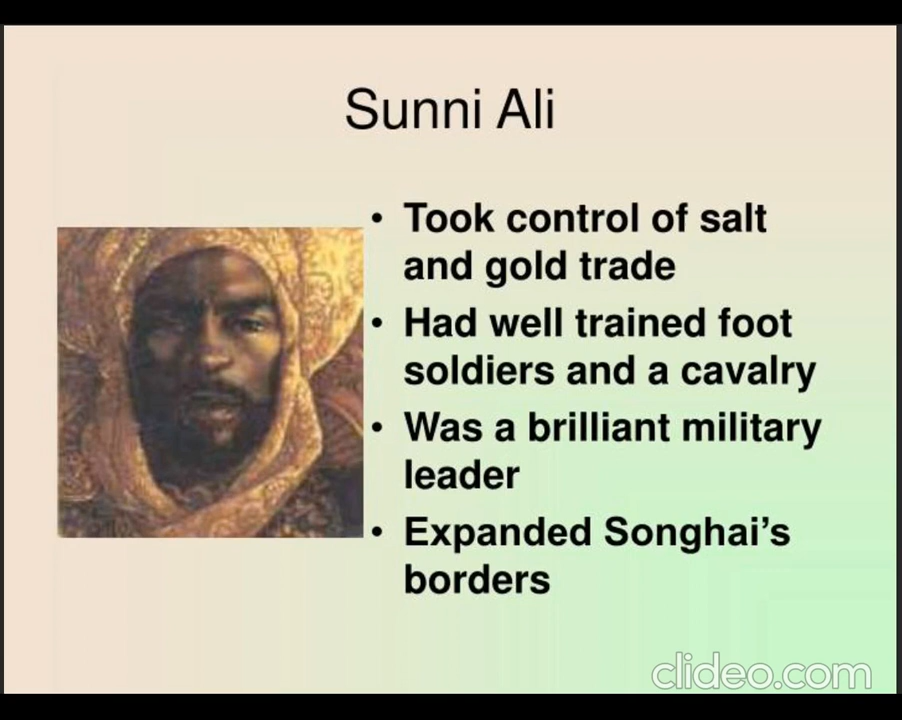 Sunni Ali
• Took control of salt
and gold trade
• Had well trained foot
soldiers and a cavalry
• Was a brilliant military
leader
• Expanded Songhai’s
borders
clideo.com